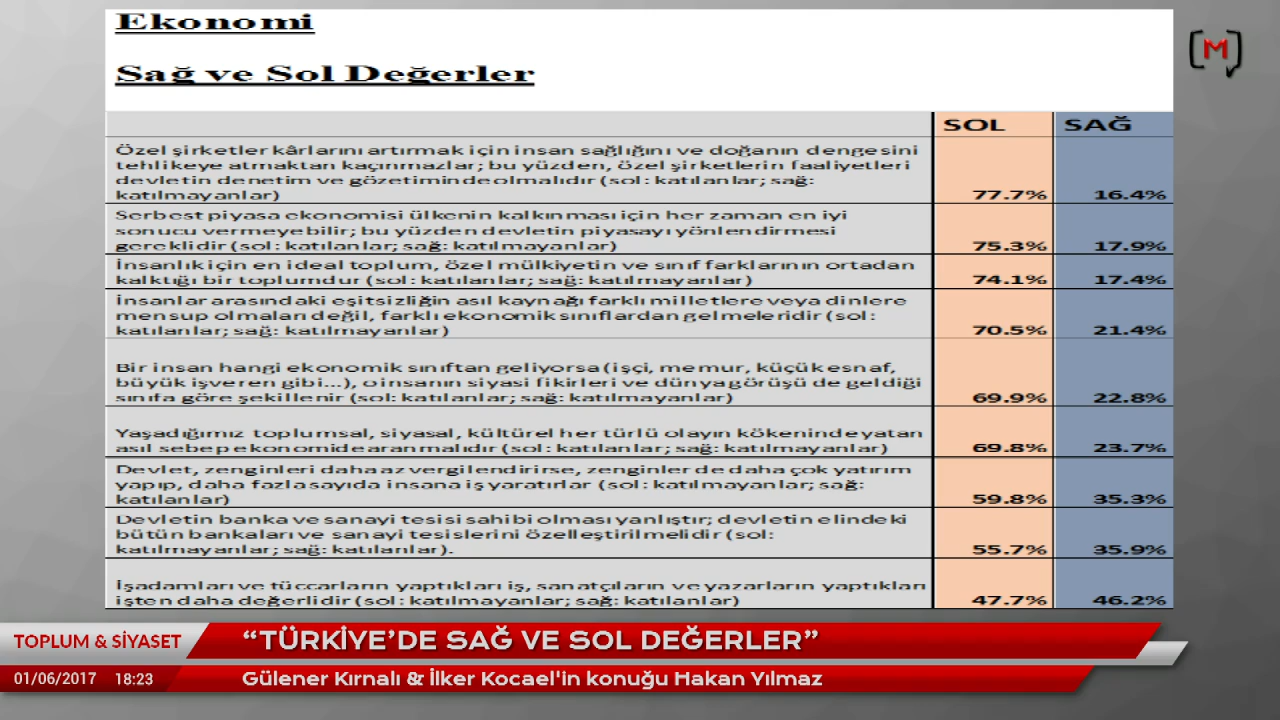 Ekonomi
Sağ ve Sol Değerler
SOL SAĞ
Özel şirketler kârlarını artırmak için insan sağlığını ve doğanın dengesini
tehlikeye atmaktan kaçınmazlar; bu yüzden, özel şirketlerin faaliyetleri
devletin denetim ve gözetiminde olmalıdır (sol: katılanlar; sağ:
katılmayanlar) 77.7% 16.4%
Serbest piyasa ekonomisi ülkenin kalkınması için her zaman en iyi
sonucu vermeyebilir; bu yüzden devletin piyasayı yönlendirmesi
gereklidir (sol: katılanlar; sağ: katılmayanlar) 75.3% 17.9%
İnsanlık için en ideal toplum, özel mülkiyetin ve sınıf farklarının ortadan
kalktığı bir toplumdur (sol: katılanlar; sağ: katılmayanlar) 74.1% 17.4%
İnsanlar arasındaki eşitsizliğin asıl kaynağı farklı milletlere veya dinlere
mensup olmaları değil, farklı ekonomik sınıflardan gelmeleridir (sol:
katılanlar; sağ: katılmayanlar) 70.5% 21.4%
Bir insan hangi ekonomik sınıftan geliyorsa (işçi, memur, küçük esnaf,
büyük işveren gibi...), o insanın siyasi fikirleri ve dünya görüşü de geldiği
sınıfa göre şekillenir (sol: katılanlar; sağ: katılmayanlar) 69.9% 22.8%
Yaşadığımız toplumsal, siyasal, kültürel her türlü olayın kökeninde yatan
asıl sebep ekonomide aranmalıdır (sol: katılanlar; sağ: katılmayanlar) 69.8% 23.7%
Devlet, zenginleri daha az vergilendirirse, zenginler de daha çok yatırım
yapıp, daha fazla sayıda insana iş yaratırlar (sol: katılmayanlar; sağ:
katılanlar) 59.8% 35.3%
Devletin banka ve sanayi tesisi sahibi olması yanlıştır; devletin elindeki
bütün bankaları ve sanayi tesislerini özelleştirilmelidir (sol:
katılmayanlar; sağ: katılanlar). 55.7% 35.9%
İşadamları ve tüccarların yaptıkları iş, sanatçıların ve yazarların yaptıkları
işten daha değerlidir (sol: katılmayanlar; sağ: katılanlar) 47.7% 46.2%
[M]
TOPLUM & SİYASET
“TÜRKİYE’DE SAĞ VE SOL DEĞERLER”
01/06/2017 18:23
Gülener Kırnalı & İlker Kocael'in konuğu Hakan Yılmaz